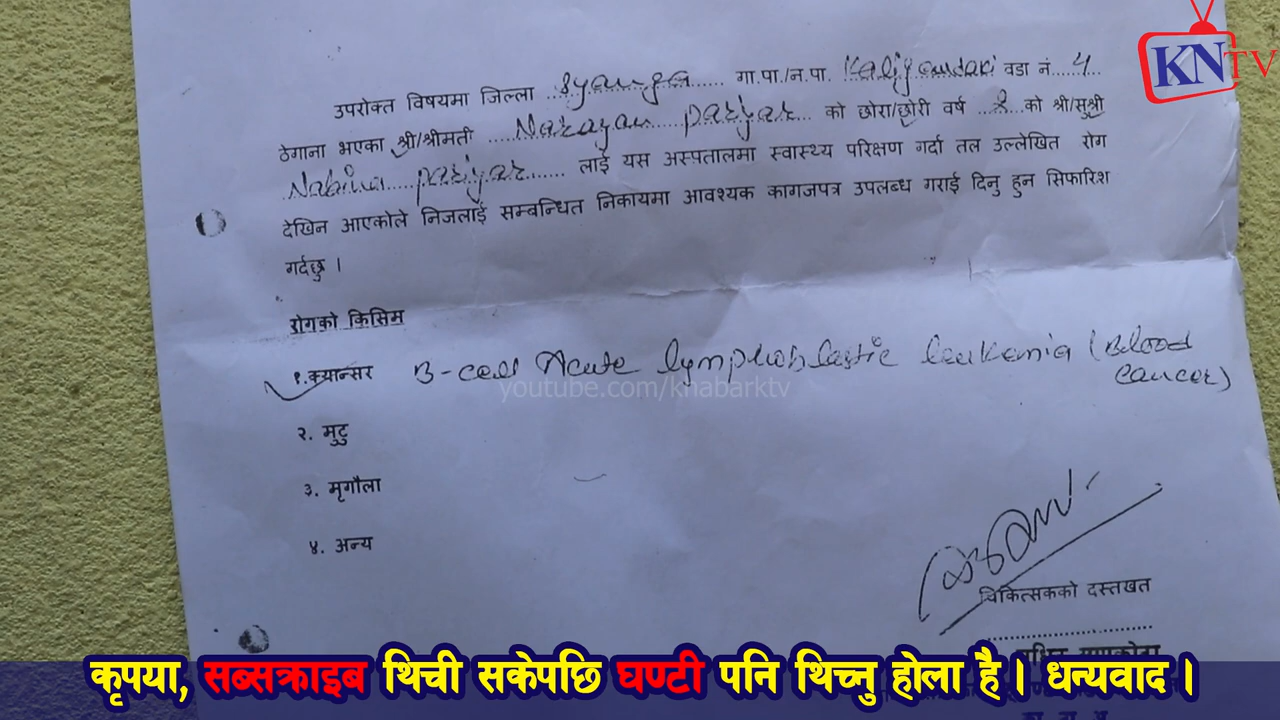 KNTV
उपरोक्त विषयमा जिल्ला Syangja गा.पा./न.पा. Kaligandaki वडा नं. 4
ठेगाना भएका श्री/श्रीमती Narayan pariyar को छोरा/छोरी वर्ष 2 को श्री/सुश्री
Nabina pariyar लाई यस अस्पतालमा स्वास्थ्य परिक्षण गर्दा तल उल्लेखित रोग
देखिन आएकोले निजलाई सम्बन्धित निकायमा आवश्यक कागजपत्र उपलब्ध गराई दिनु हुन सिफारिश
गर्दछु ।
रोगको किसिम
१.क्यान्सर B-cell Acute lymphoblastic leukemia (Blood
cancer)
youtube.com/khabarktv
२. मुटु
३. मृगौला
४. अन्य
चिकित्सकको दस्तखत
कृपया, सब्सक्राइब थिची सकेपछि घण्टी पनि थिच्नु होला है । धन्यवाद ।